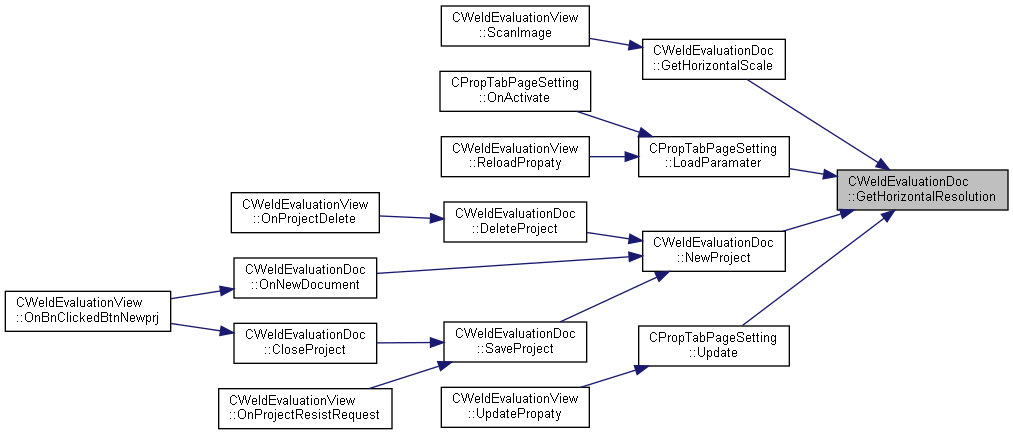 CWeldEvaluationView
::ScanImage
CWeldEvaluationDoc
::GetHorizontalScale
CPropTabPageSetting
::OnActivate
CWeldEvaluationView
::ReloadPropaty
CPropTabPageSetting
::LoadParamater
CWeldEvaluationDoc
::GetHorizontalResolution
CWeldEvaluationView
::OnProjectDelete
CWeldEvaluationDoc
::DeleteProject
CWeldEvaluationDoc
::NewProject
CWeldEvaluationDoc
::OnNewDocument
CWeldEvaluationView
::OnBnClickedBtnNewprj
CWeldEvaluationDoc
::CloseProject
CWeldEvaluationDoc
::SaveProject
CPropTabPageSetting
::Update
CWeldEvaluationView
::OnProjectResistRequest
CWeldEvaluationView
::UpdatePropaty